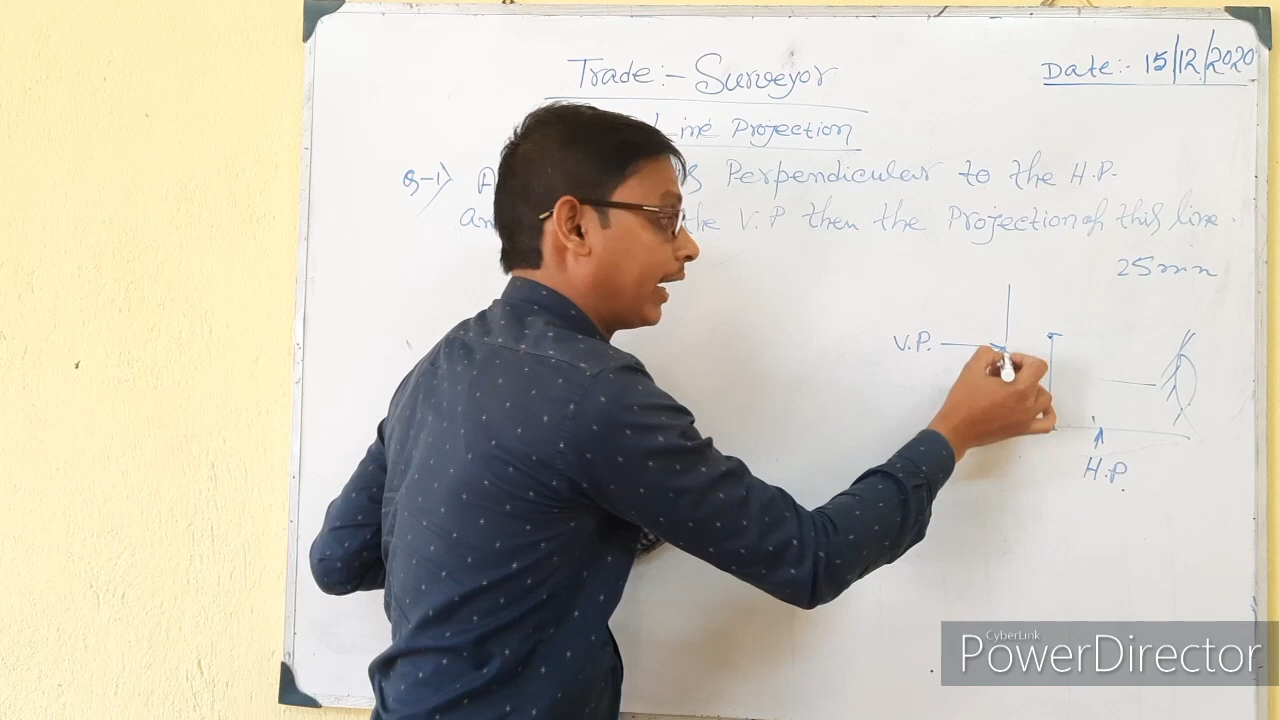 Trade:- Surveyor
Date:- 15/12/2020
Line Projection
Q-1) A Perpendicular to the H.P.
the V.P then the Projection of this line.
25mm
V.P.
H.P.
CyberLink
PowerDirector